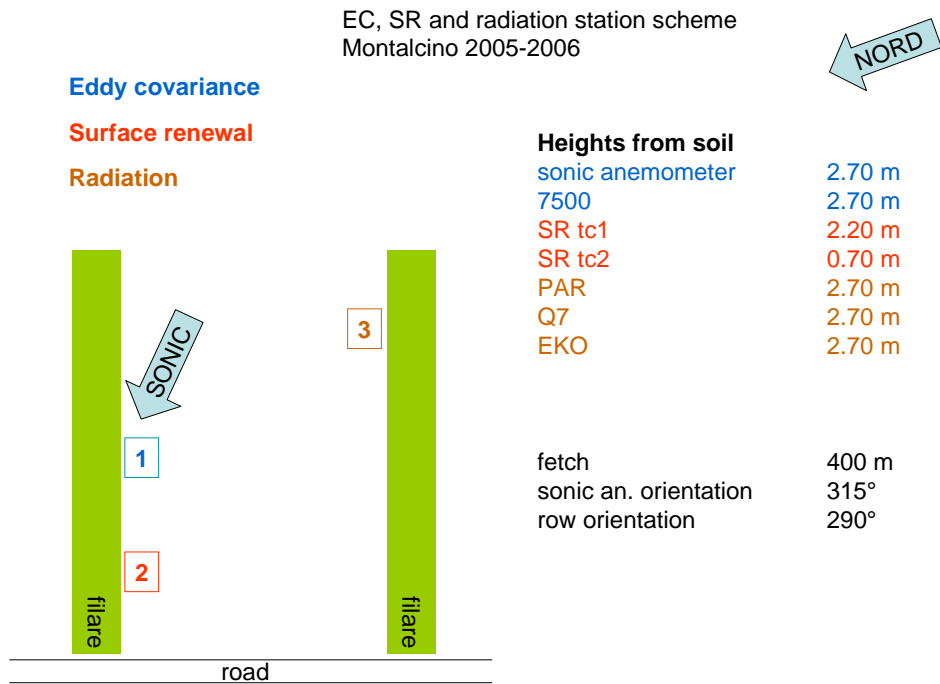 EC, SR and radiation station scheme
Montalcino 2005-2006
NORD
Eddy covariance
Surface renewal
Radiation
Heights from soil
sonic anemometer 2.70 m
7500 2.70 m
SR tc1 2.20 m
SR tc2 0.70 m
PAR 2.70 m
Q7 2.70 m
EKO 2.70 m
3
SONIC
1
fetch 400 m
sonic an. orientation 315°
row orientation 290°
2
filare
filare
road